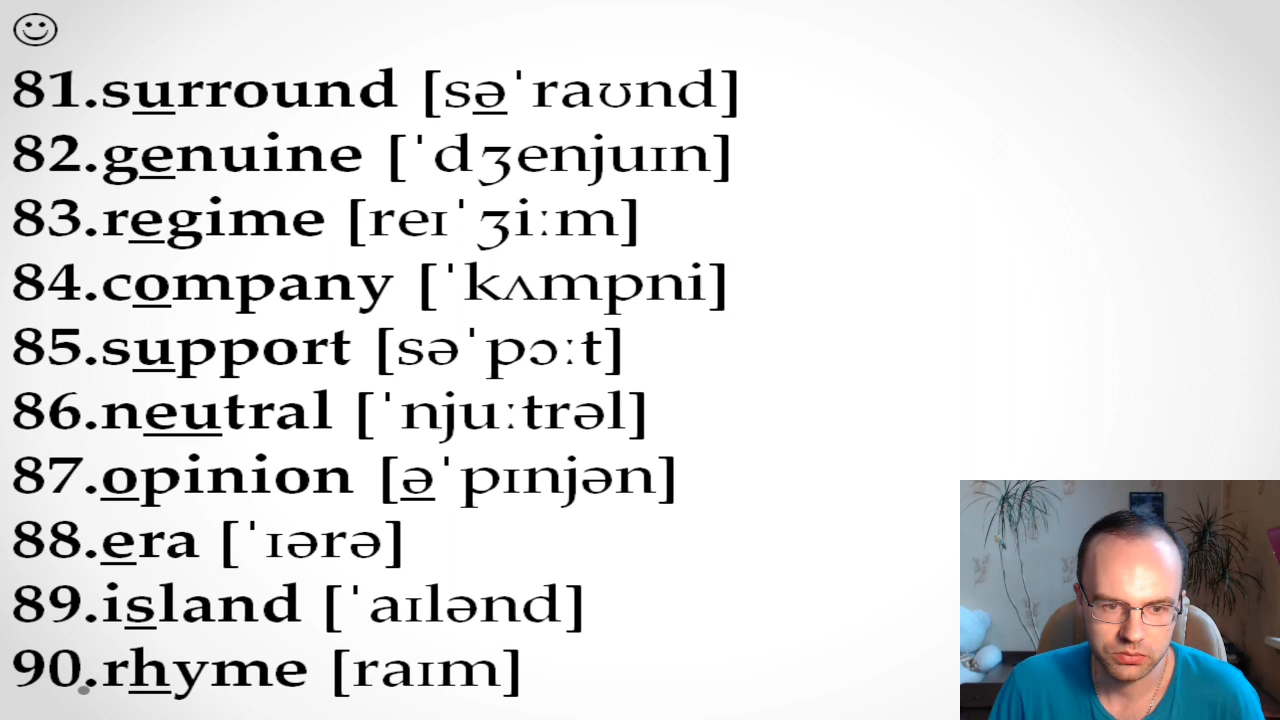 ☺
81.surround [səˈraʊnd]
82.genuine [ˈdʒenjuɪn]
83.regime [reɪˈʒiːm]
84.company [ˈkʌmpni]
85.support [səˈpɔːt]
86.neutral [ˈnjuːtrəl]
87.opinion [əˈpɪnjən]
88.era [ˈɪərə]
89.island [ˈaɪlənd]
90.rhyme [raɪm]